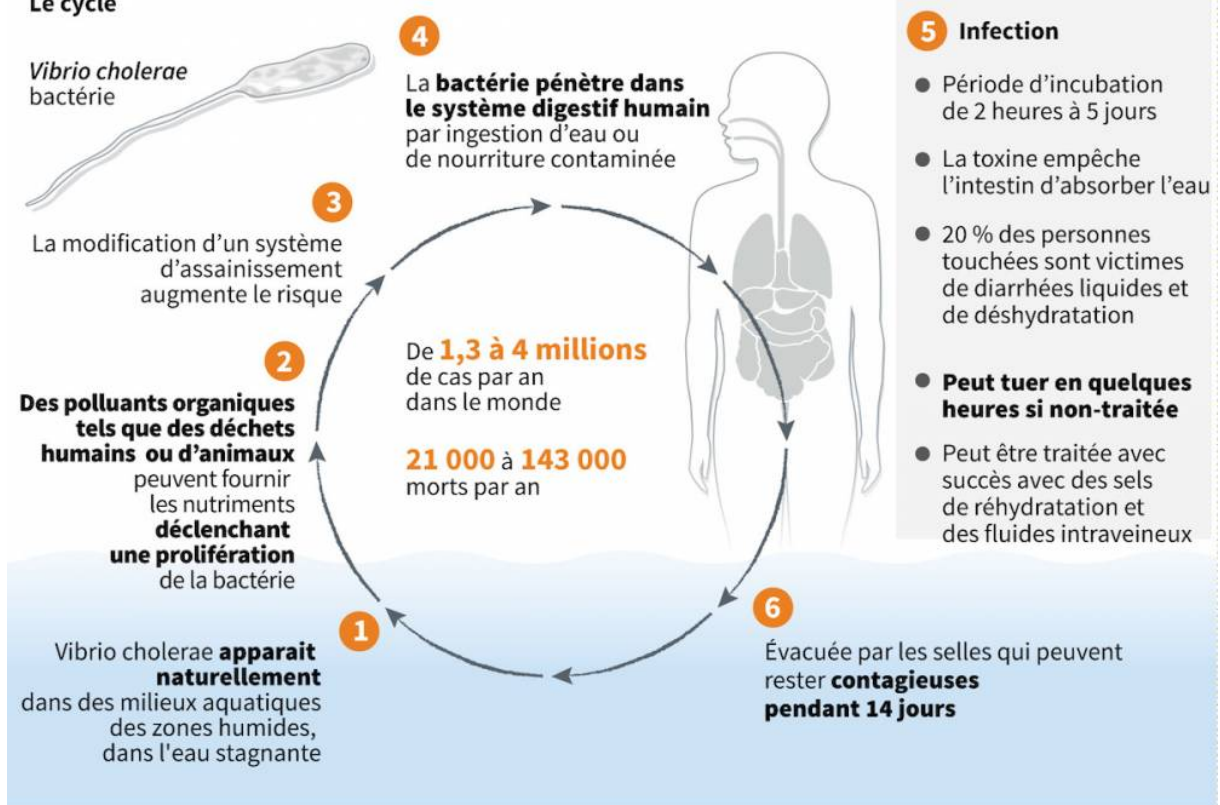 Le cycle
Vibrio cholerae
bactérie
4
La bactérie pénètre dans
le système digestif humain
par ingestion d'eau ou
de nourriture contaminée
3
La modification d'un système
d'assainissement
augmente le risque
2
Des polluants organiques
tels que des déchets
humains ou d'animaux
peuvent fournir
les nutriments
déclenchant
une prolifération
de la bactérie
De 1,3 à 4 millions
de cas par an
dans le monde
21 000 à 143 000
morts par an
1
Vibrio cholerae apparait
naturellement
dans des milieux aquatiques
des zones humides,
dans l'eau stagnante
5 Infection
● Période d'incubation
de 2 heures à 5 jours
● La toxine empêche
l'intestin d'absorber l'eau
● 20 % des personnes
touchées sont victimes
de diarrhées liquides et
de déshydratation
● Peut tuer en quelques
heures si non-traitée
● Peut être traitée avec
succès avec des sels
de réhydratation et
des fluides intraveineux
6
Évacuée par les selles qui peuvent
rester contagieuses
pendant 14 jours